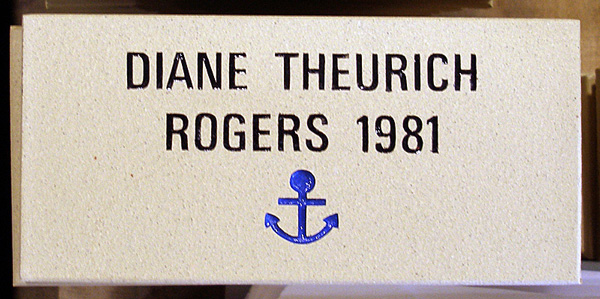 DIANE THEURICH
ROGERS 1981